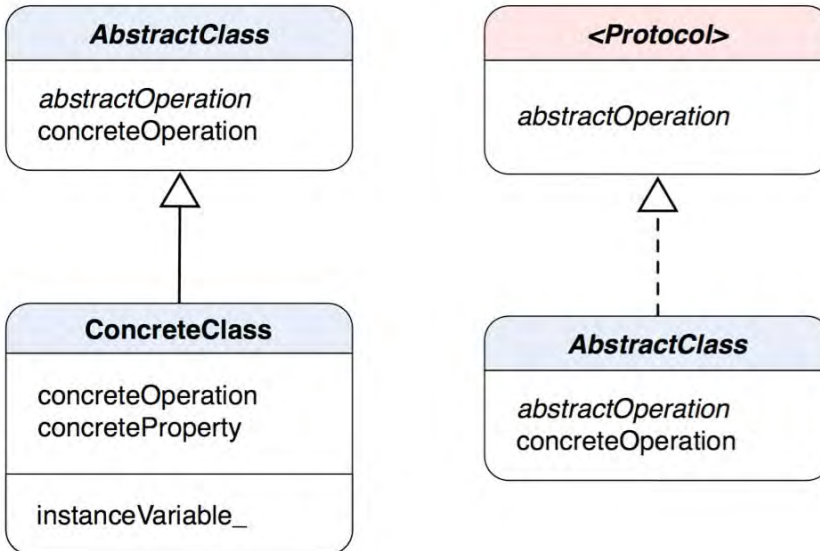 AbstractClass
abstractOperation
concreteOperation
ConcreteClass
concreteOperation
concreteProperty
instanceVariable_
<Protocol>
abstractOperation
AbstractClass
abstractOperation
concreteOperation